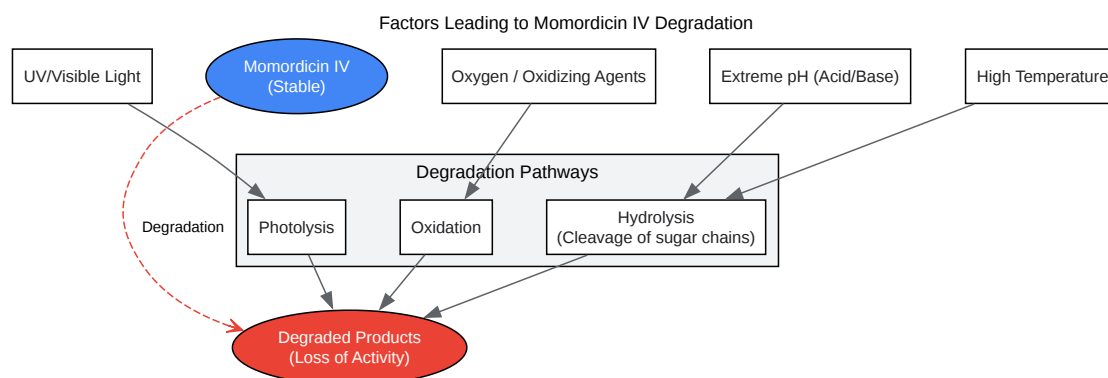 Factors Leading to Momordicin IV Degradation
UV/Visible Light
Momordicin IV
(Stable)
Oxygen / Oxidizing Agents
Extreme pH (Acid/Base)
High Temperature
Degradation Pathways
Degradation
Photolysis
Oxidation
Hydrolysis
(Cleavage of sugar chains)
Degraded Products
(Loss of Activity)